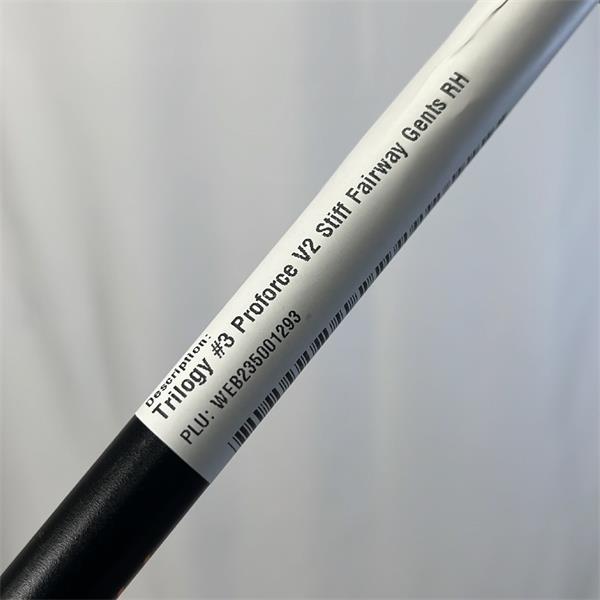 Description:
Trilogy #3 Proforce V2 Stiff Fairway Gents RH
PLU: WEB235001293